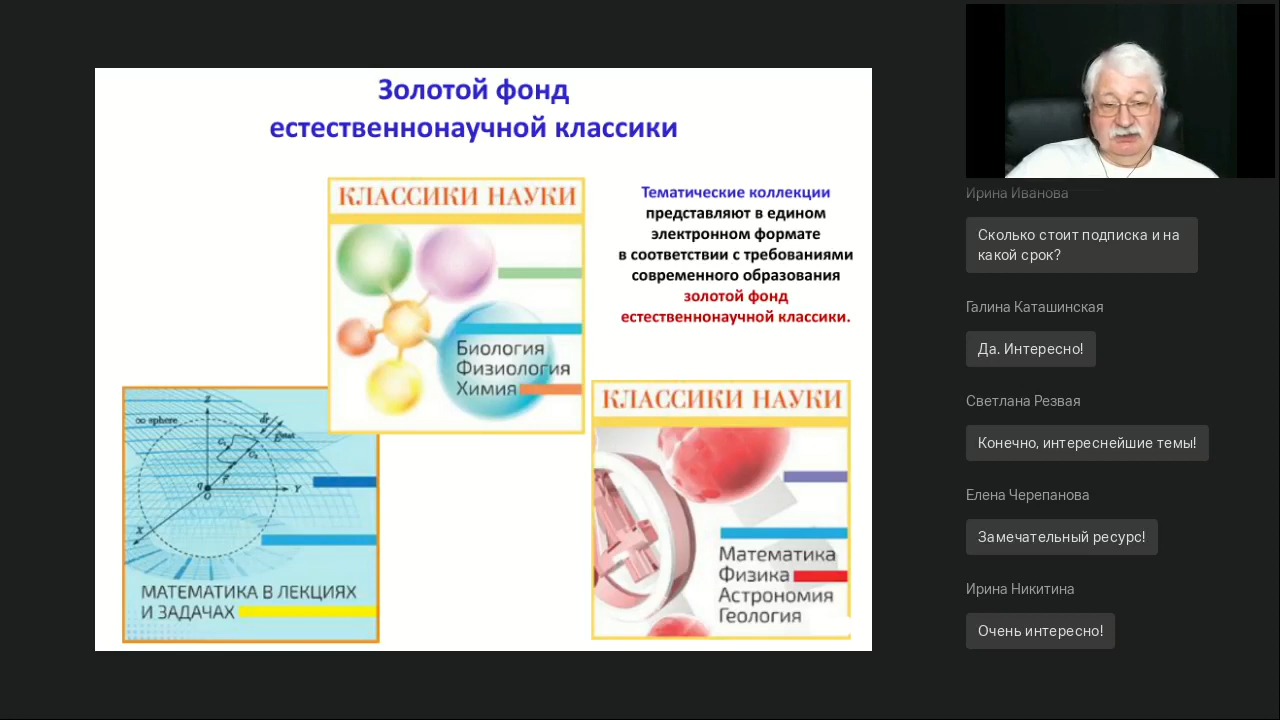 Золотой фонд
естественнонаучной классики
КЛАССИКИ НАУКИ
Биология
Физиология
Химия
Тематические коллекции
представляют в едином
электронном формате
в соответствии с требованиями
современного образования
золотой фонд
естественнонаучной классики.
∞ sphere
Z
Y
X
q
O
МАТЕМАТИКА В ЛЕКЦИЯХ
И ЗАДАЧАХ
КЛАССИКИ НАУКИ
Математика
Физика
Астрономия
Геология
Ирина Иванова
Сколько стоит подписка и на
какой срок?
Галина Каташинская
Да. Интересно!
Светлана Резвая
Конечно, интереснейшие темы!
Елена Черепанова
Замечательный ресурс!
Ирина Никитина
Очень интересно!